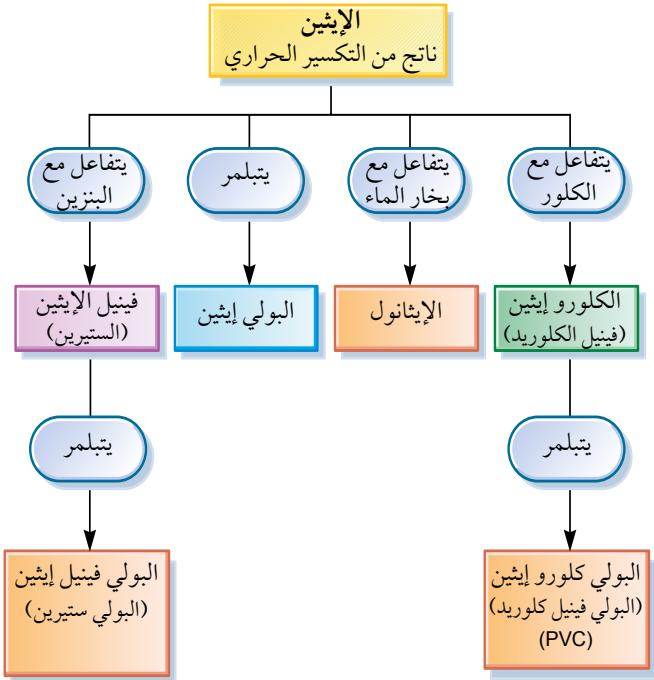 الإيثين
ناتج من التكسير الحراري
يتفاعل مع
الكلور
يتفاعل مع
بخار الماء
يتبلمر
يتفاعل مع
البنزين
الكلورو إيثين
(فينيل الكلوريد)
الإيثانول
البولي إيثين
فينيل الإيثين
(الستيرين)
يتبلمر
يتبلمر
البولي كلورو إيثين
(البولي فينيل كلوريد)
(PVC)
البولي فينيل إيثين
(البولي ستيرين)